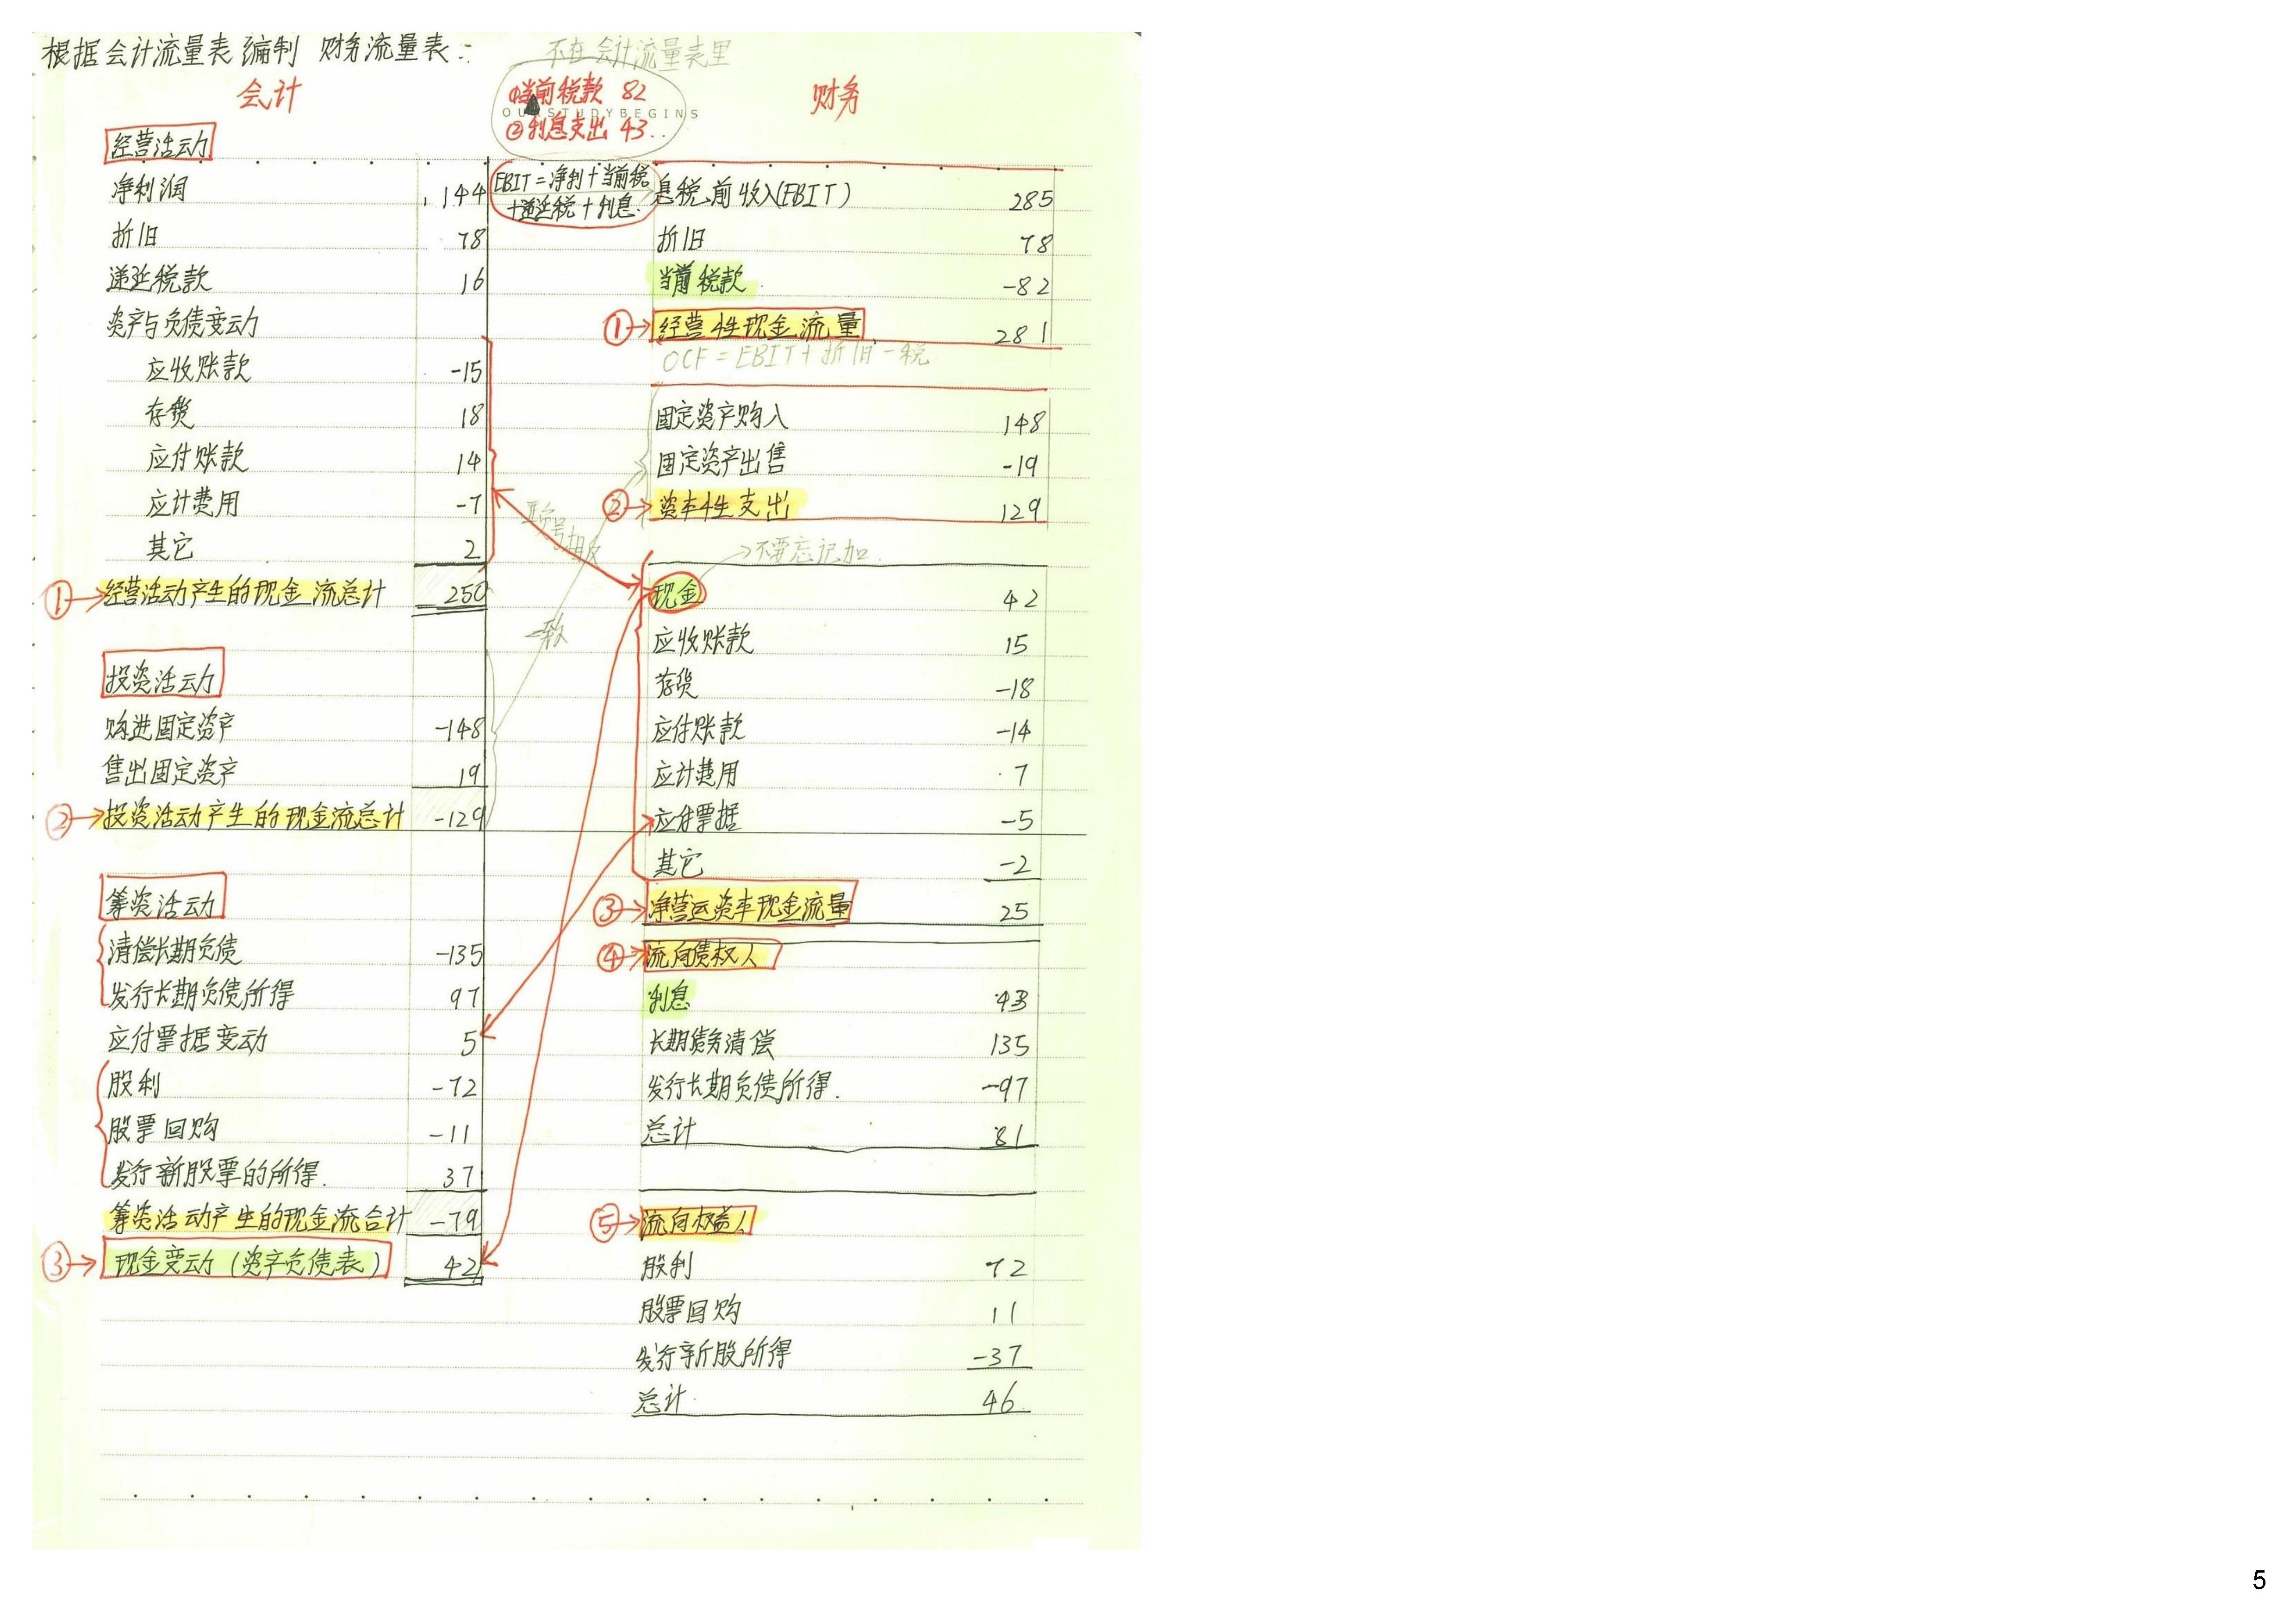 根据会计流量表编制 财务流量表:
不在会计流量表里
会计
①当前税款 82
OURSTUDYBEGINS
②利息支出 43..
财务
经营活动
净利润 144
折旧 78
递延税款 16
资产与负债变动
应收账款 -15
存货 18
应付账款 14
应计费用 -7
其它 2
①→经营活动产生的现金流总计 250
投资活动
购进固定资产 -148
售出固定资产 19
②→投资活动产生的现金流总计 -129
筹资活动
清偿长期负债 -135
发行长期负债所得 97
应付票据变动 5
股利 -72
股票回购 -11
发行新股票的所得. 37
筹资活动产生的现金流合计 -79
③→现金变动(资产负债表) 42
EBIT=净利+当前税
+递延税+利息.
息税前收入(EBIT) 285
折旧 78
当前税款 -82
①→经营性现金流量 281
OCF=EBIT+折旧-税
固定资产购入 148
固定资产出售 -19
②→资本性支出 129
正负号相反
→不要忘记加.
一致
现金 42
应收账款 15
存货 -18
应付账款 -14
应计费用 7
应付票据 -5
其它 -2
③→净营运资本现金流量 25
④→流向债权人
利息 43
长期债务清偿 135
发行长期负债所得. -97
总计 81
⑤→流向权益人
股利 72
股票回购 11
发行新股所得 -37
总计. 46
5